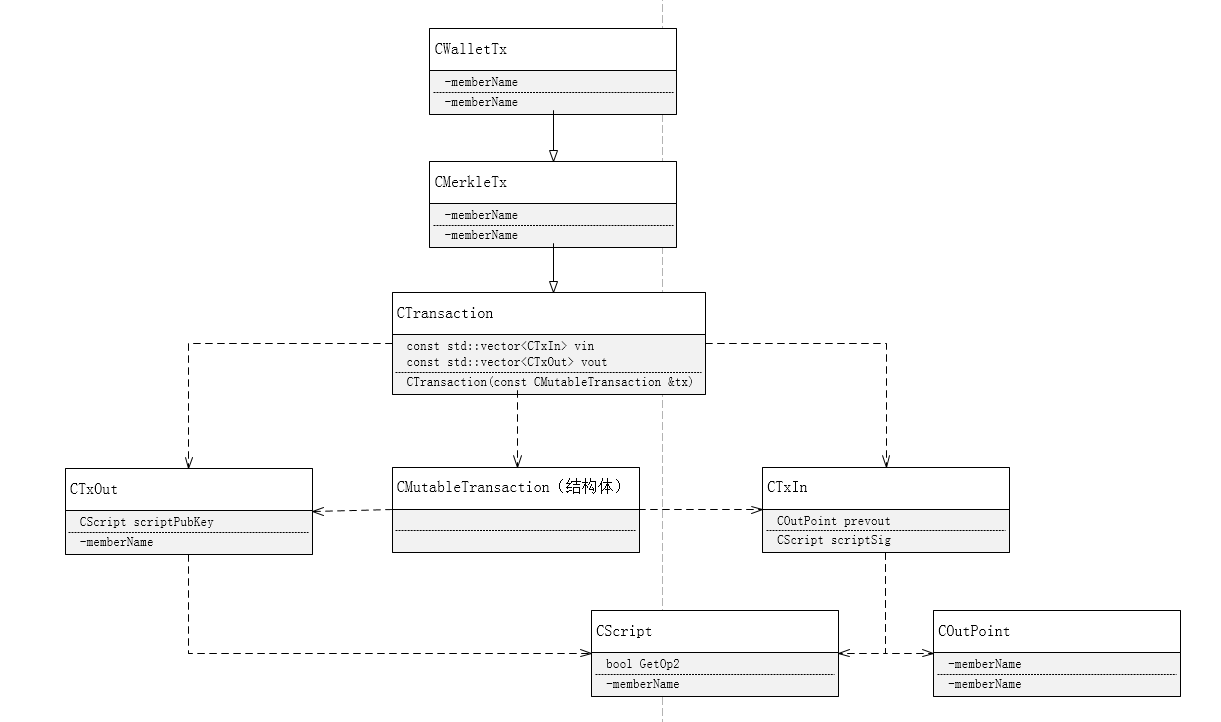 CWalletTx
-memberName
-memberName
CMerkleTx
-memberName
-memberName
CTransaction
const std::vector<CTxIn> vin
const std::vector<CTxOut> vout
CTransaction(const CMutableTransaction &tx)
CTxOut
CScript scriptPubKey
-memberName
CMutableTransaction（结构体）
CTxIn
COutPoint prevout
CScript scriptSig
CScript
bool GetOp2
-memberName
COutPoint
-memberName
-memberName